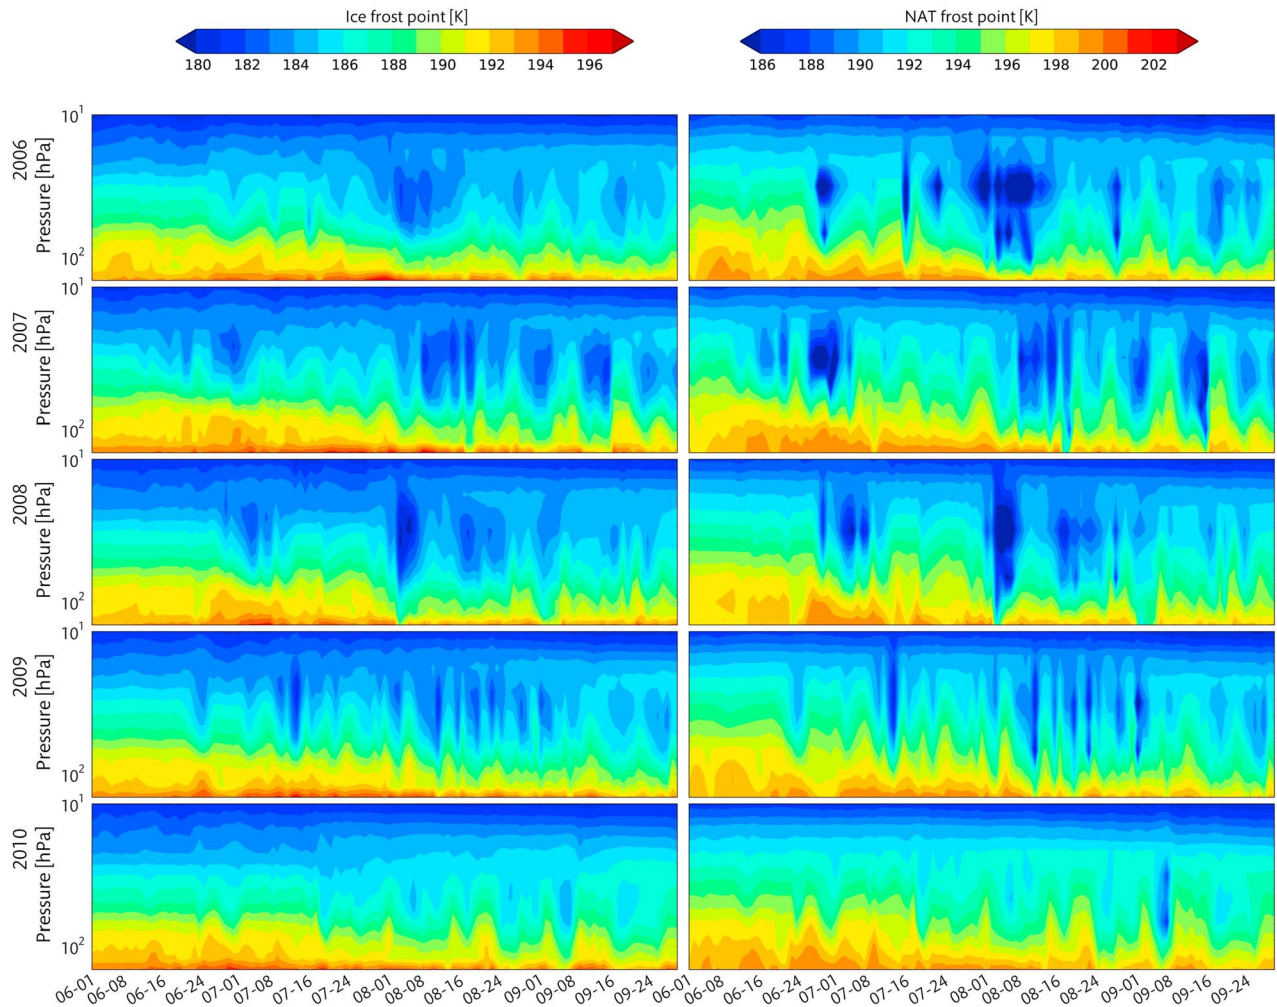 Ice frost point [K]
NAT frost point [K]
180 182 184 186 188 190 192 194 196
186 188 190 192 194 196 198 200 202
2006
Pressure [hPa]
10¹
10²
2007
Pressure [hPa]
10¹
10²
2008
Pressure [hPa]
10¹
10²
2009
Pressure [hPa]
10¹
10²
2010
Pressure [hPa]
10¹
10²
06-01 06-08 06-16 06-24 07-01 07-08 07-16 07-24 08-01 08-08 08-16 08-24 09-01 09-08 09-16 09-24
06-01 06-08 06-16 06-24 07-01 07-08 07-16 07-24 08-01 08-08 08-16 08-24 09-01 09-08 09-16 09-24